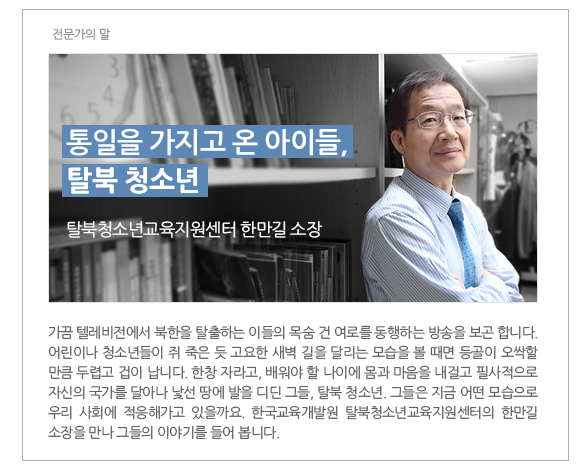 전문가의 말
통일을 가지고 온 아이들,
탈북 청소년
탈북청소년교육지원센터 한만길 소장
가끔 텔레비전에서 북한을 탈출하는 이들의 목숨 건 여로를 동행하는 방송을 보곤 합니다.
어린이나 청소년들이 쥐 죽은 듯 고요한 새벽 길을 달리는 모습을 볼 때면 등골이 오싹할
만큼 두렵고 겁이 납니다. 한창 자라고, 배워야 할 나이에 몸과 마음을 내걸고 필사적으로
자신의 국가를 달아나 낯선 땅에 발을 디딘 그들, 탈북 청소년. 그들은 지금 어떤 모습으로
우리 사회에 적응해가고 있을까요. 한국교육개발원 탈북청소년교육지원센터의 한만길
소장을 만나 그들의 이야기를 들어 봅니다.